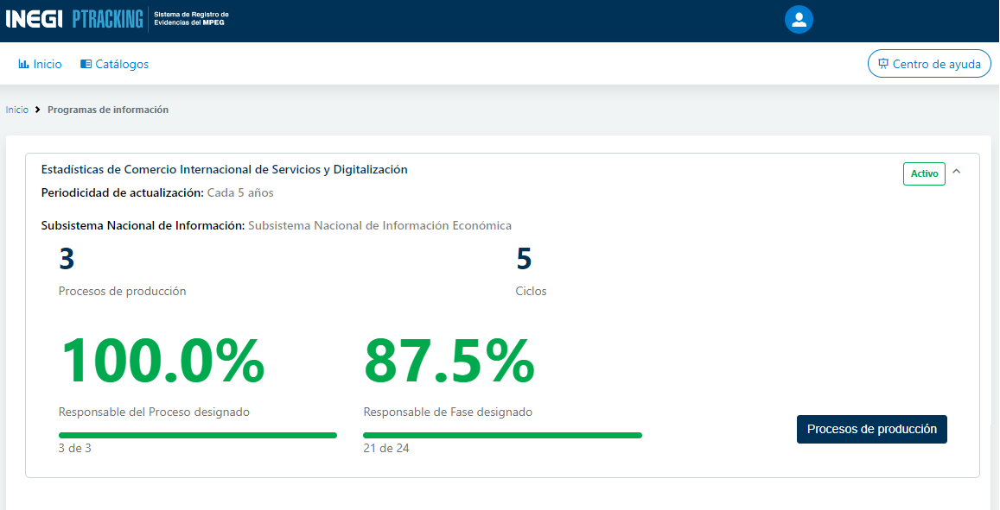 INEGI PTRACKING Sistema de Registro de
Evidencias del MPEG
Inicio Catálogos Centro de ayuda
Inicio Programas de información
Estadísticas de Comercio Internacional de Servicios y Digitalización Activo
Periodicidad de actualización: Cada 5 años
Subsistema Nacional de Información: Subsistema Nacional de Información Económica
3 5
Procesos de producción Ciclos
100.0% 87.5%
Responsable del Proceso designado Responsable de Fase designado
Procesos de producción
3 de 3 21 de 24